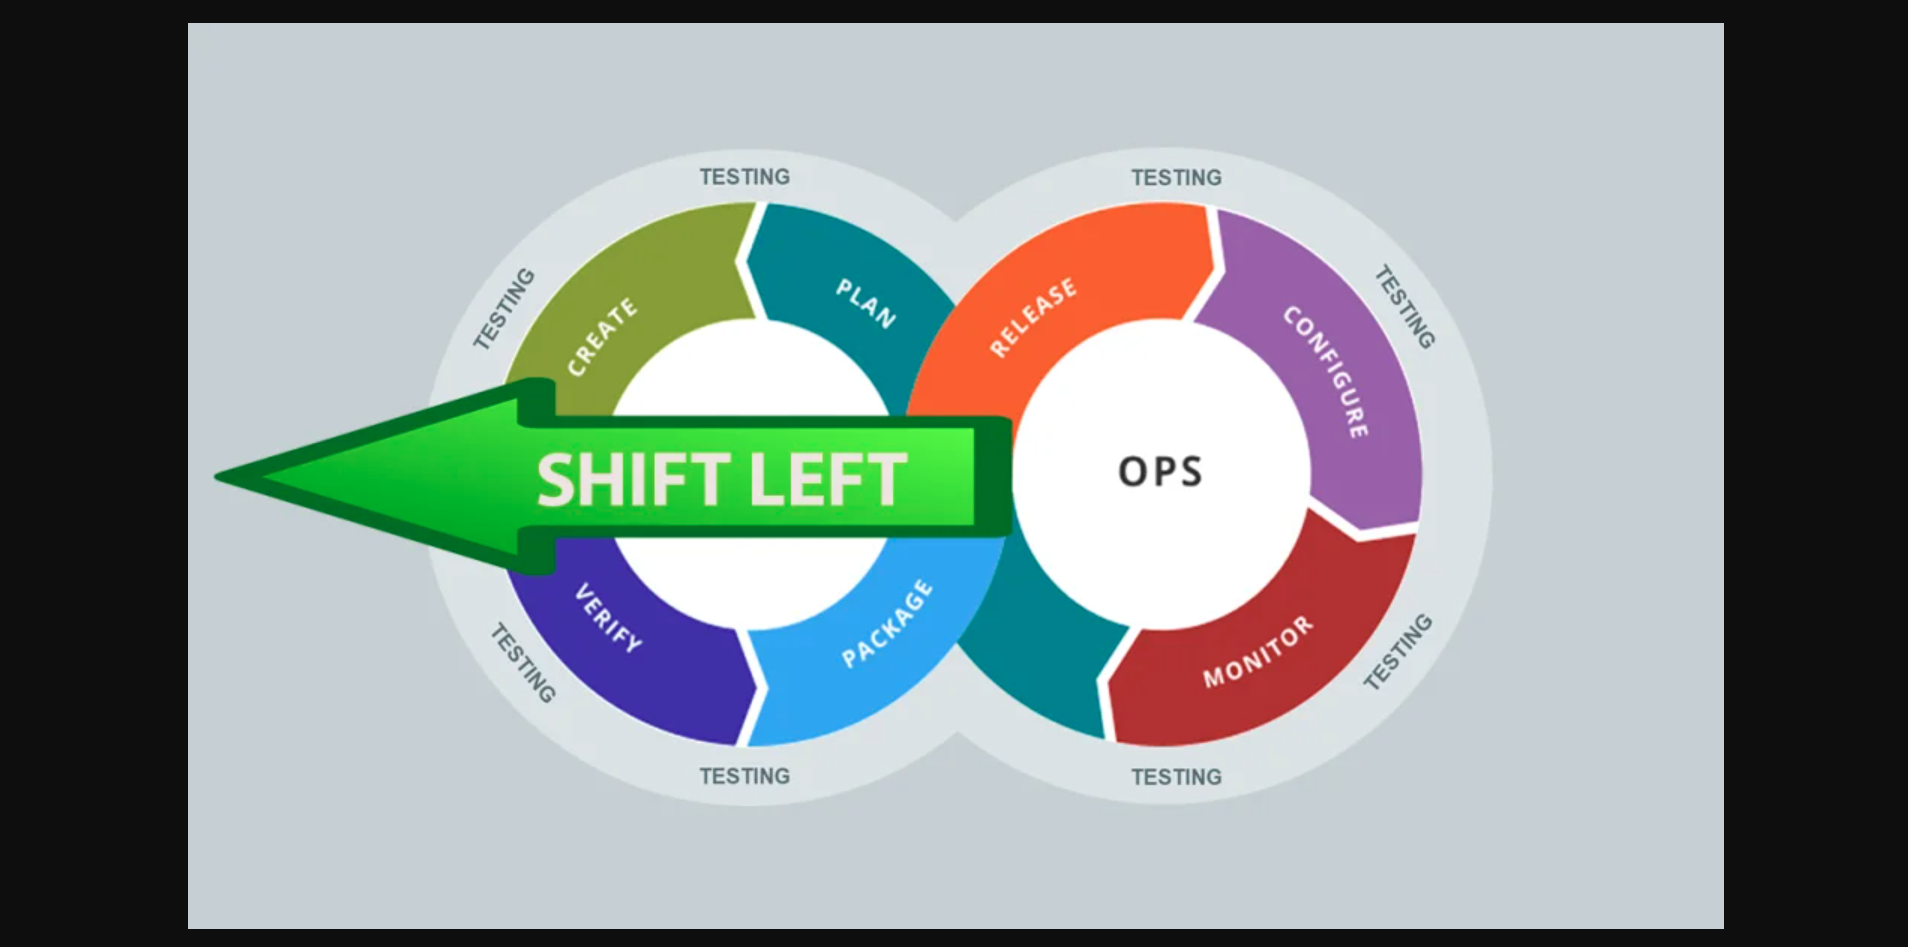 TESTING
TESTING
TESTING
TESTING
CREATE
PLAN
RELEASE
CONFIGURE
SHIFT LEFT
OPS
VERIFY
PACKAGE
MONITOR
TESTING
TESTING
TESTING
TESTING